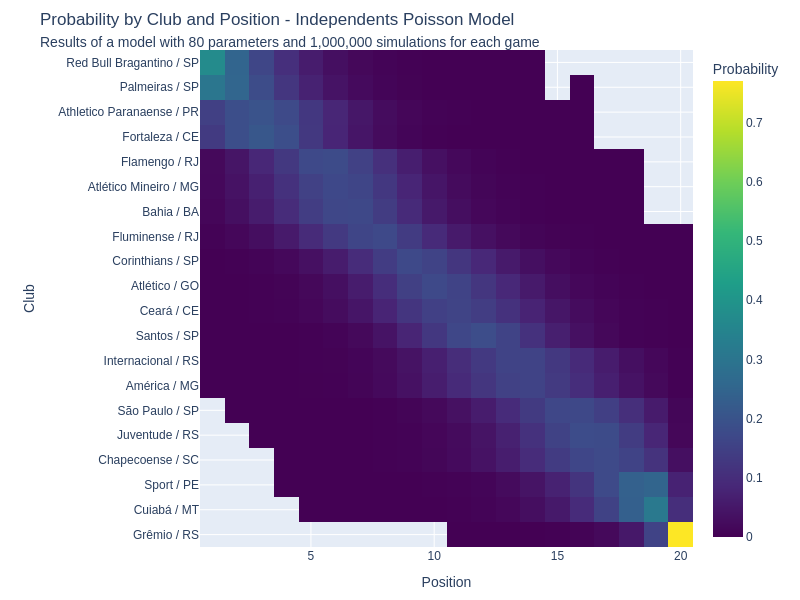 Probability by Club and Position - Independents Poisson Model
Results of a model with 80 parameters and 1,000,000 simulations for each game
Probability
Red Bull Bragantino / SP
Palmeiras / SP
Athletico Paranaense / PR
Fortaleza / CE
Flamengo / RJ
Atlético Mineiro / MG
Bahia / BA
Fluminense / RJ
Corinthians / SP
Atlético / GO
Ceará / CE
Santos / SP
Internacional / RS
América / MG
São Paulo / SP
Juventude / RS
Chapecoense / SC
Sport / PE
Cuiabá / MT
Grêmio / RS
Club
5
10
15
20
Position
0.7
0.6
0.5
0.4
0.3
0.2
0.1
0